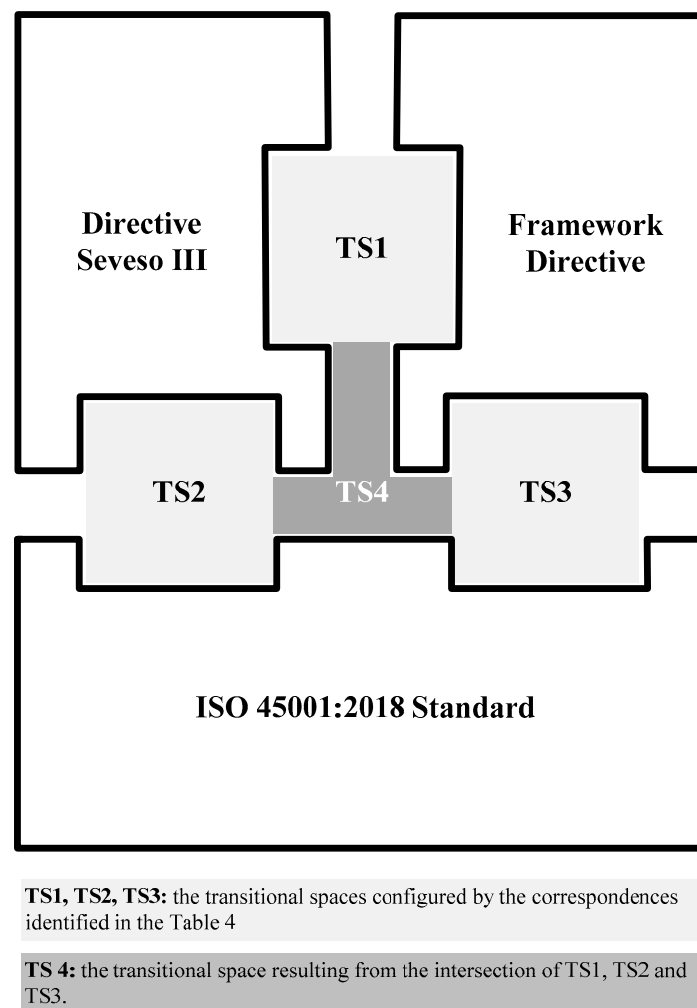 Directive
Seveso III
TS1
Framework
Directive
TS2
TS4
TS3
ISO 45001:2018 Standard
TS1, TS2, TS3: the transitional spaces configured by the correspondences
identified in the Table 4
TS 4: the transitional space resulting from the intersection of TS1, TS2 and
TS3.